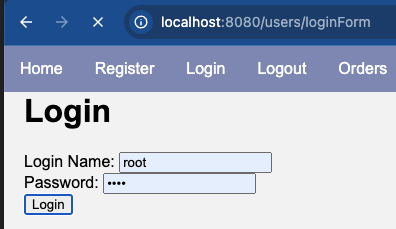 localhost:8080/users/loginForm
Home Register Login Logout Orders
Login
Login Name: root
Password: ••••
Login